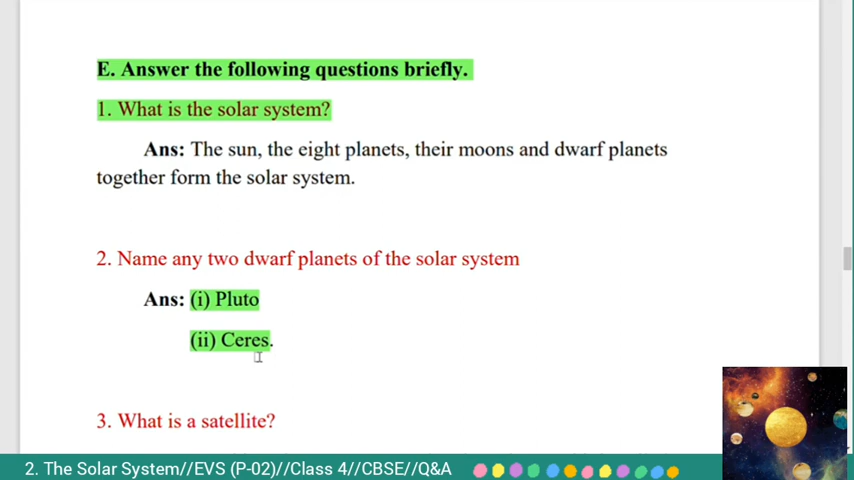 E. Answer the following questions briefly.
1. What is the solar system?
Ans: The sun, the eight planets, their moons and dwarf planets
together form the solar system.
2. Name any two dwarf planets of the solar system
Ans: (i) Pluto
(ii) Ceres.
3. What is a satellite?
2. The Solar System//EVS (P-02)//Class 4//CBSE//Q&A